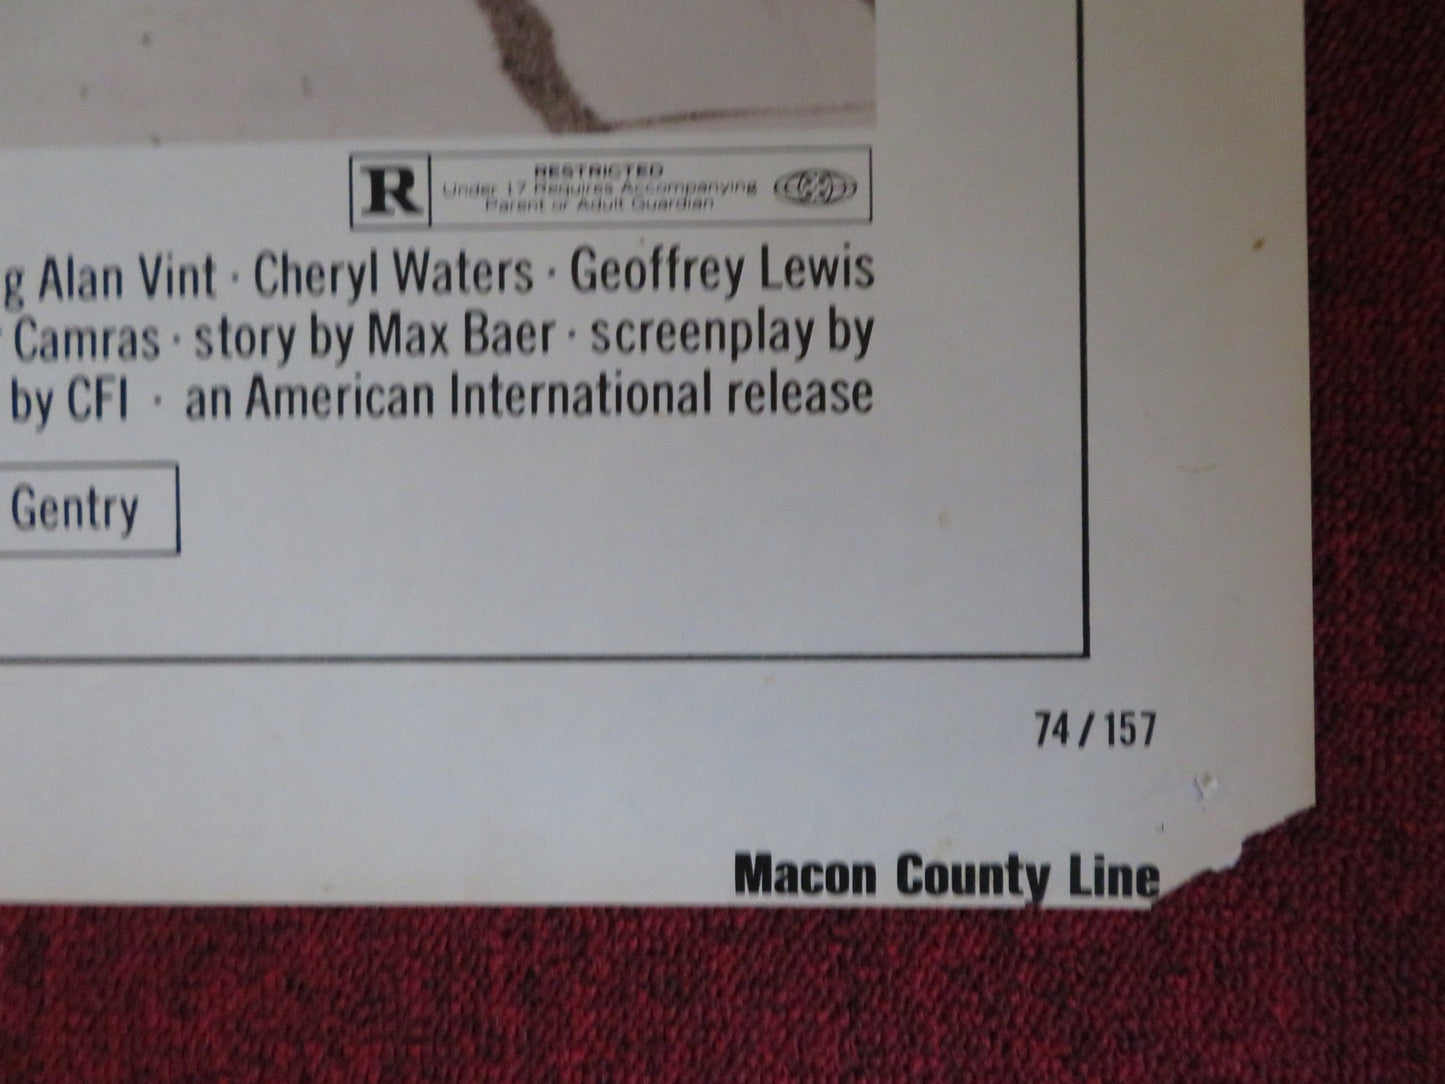 R
RESTRICTED
Under 17 Requires Accompanying
Parent or Adult Guardian
g Alan Vint · Cheryl Waters · Geoffrey Lewis
Camras · story by Max Baer · screenplay by
by CFI · an American International release
Gentry
74 / 157
Macon County Line